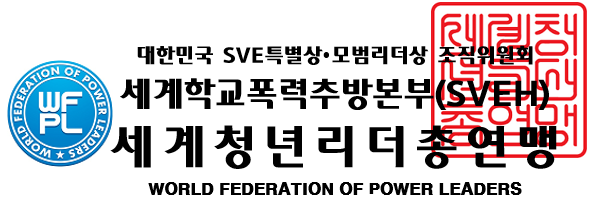 대한민국 SVE특별상·모범리더상 조직위원회
세계학교폭력추방본부(SVEH)
세계청년리더총연맹
WORLD FEDERATION OF POWER LEADERS
WORLD FEDERATION OF POWER LEADERS
WF
PL